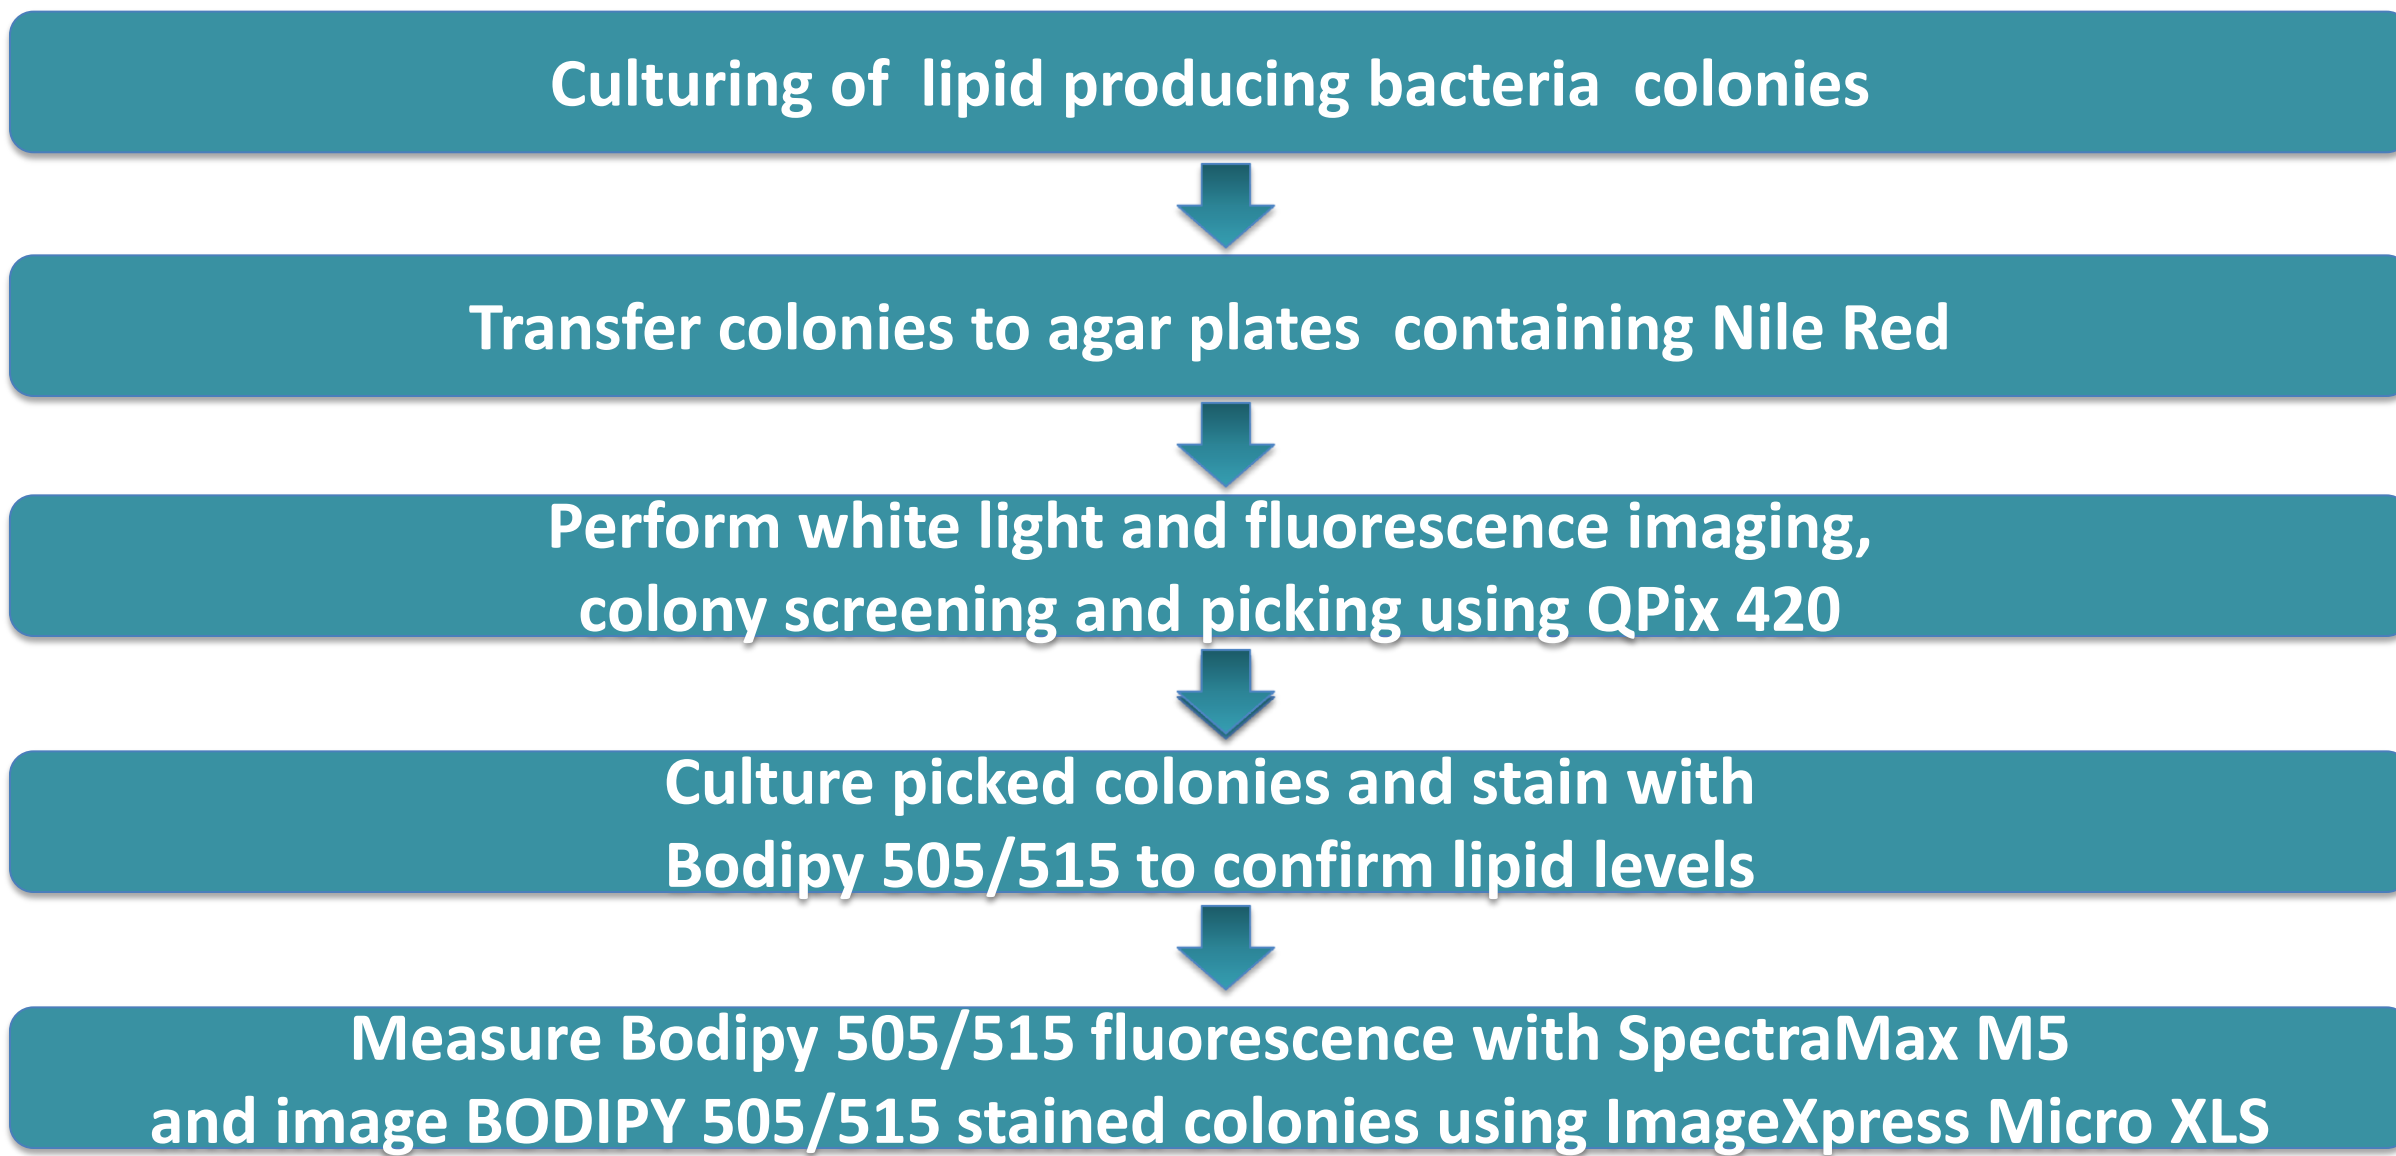 Culturing of lipid producing bacteria colonies
Transfer colonies to agar plates containing Nile Red
Perform white light and fluorescence imaging,
colony screening and picking using QPix 420
Culture picked colonies and stain with
Bodipy 505/515 to confirm lipid levels
Measure Bodipy 505/515 fluorescence with SpectraMax M5
and image BODIPY 505/515 stained colonies using ImageXpress Micro XLS